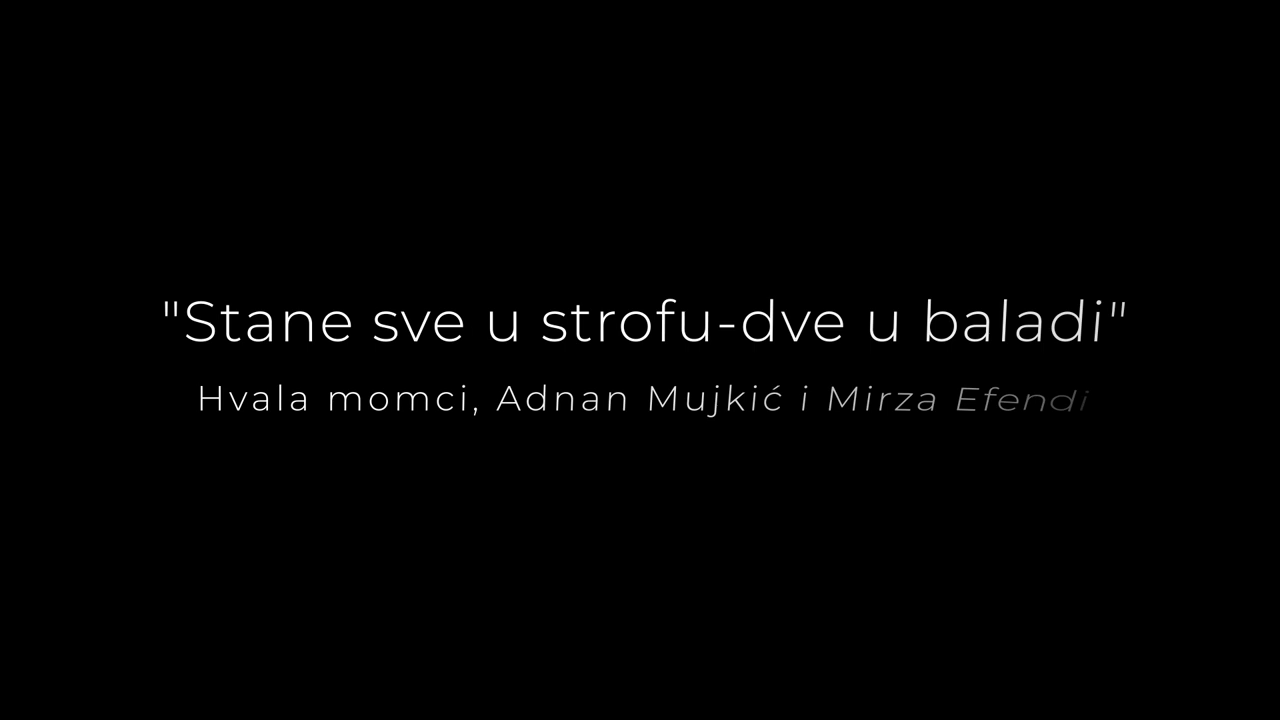 "Stane sve u strofu-dve u baladi"
Hvala momci, Adnan Mujkić i Mirza Efendi